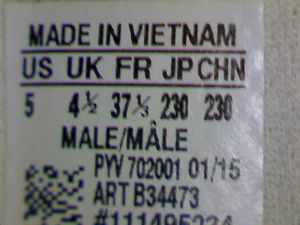 MADE IN VIETNAM
US UK FR JP CHN
5 4½ 37⅓ 230 230
MALE/MÂLE
PYV 702001 01/15
ART B34473
#111495234